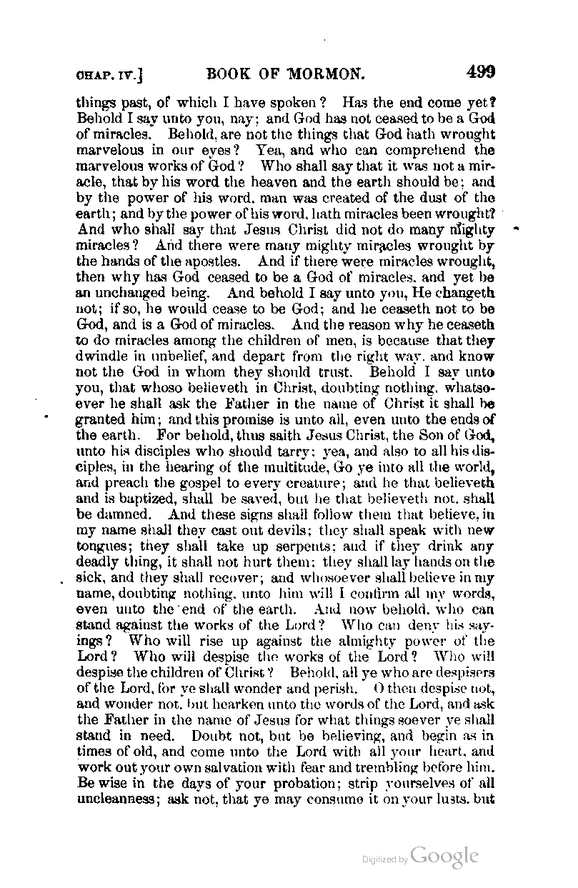 CHAP. IV.] BOOK OF MORMON. 499
things past, of which I have spoken? Has the end come yet?
Behold I say unto you, nay; and God has not ceased to be a God
of miracles. Behold, are not the things that God hath wrought
marvelous in our eyes? Yea, and who can comprehend the
marvelous works of God? Who shall say that it was not a mir-
acle, that by his word the heaven and the earth should be; and
by the power of his word, man was created of the dust of the
earth; and by the power of his word, hath miracles been wrought?
And who shall say that Jesus Christ did not do many mighty
miracles? And there were many mighty miracles wrought by
the hands of the apostles. And if there were miracles wrought,
then why has God ceased to be a God of miracles, and yet be
an unchanged being. And behold I say unto you, He changeth
not; if so, he would cease to be God; and he ceaseth not to be
God, and is a God of miracles. And the reason why he ceaseth
to do miracles among the children of men, is because that they
dwindle in unbelief, and depart from the right way, and know
not the God in whom they should trust. Behold I say unto
you, that whoso believeth in Christ, doubting nothing, whatso-
ever he shall ask the Father in the name of Christ it shall be
granted him; and this promise is unto all, even unto the ends of
the earth. For behold, thus saith Jesus Christ, the Son of God,
unto his disciples who should tarry; yea, and also to all his dis-
ciples, in the hearing of the multitude, Go ye into all the world,
and preach the gospel to every creature; and he that believeth
and is baptized, shall be saved, but he that believeth not, shall
be damned. And these signs shall follow them that believe, in
my name shall they cast out devils; they shall speak with new
tongues; they shall take up serpents; and if they drink any
deadly thing, it shall not hurt them; they shall lay hands on the
sick, and they shall recover; and whosoever shall believe in my
name, doubting nothing, unto him will I confirm all my words,
even unto the end of the earth. And now behold, who can
stand against the works of the Lord? Who can deny his say-
ings? Who will rise up against the almighty power of the
Lord? Who will despise the works of the Lord? Who will
despise the children of Christ? Behold, all ye who are despisers
of the Lord, for ye shall wonder and perish. O then despise not,
and wonder not, but hearken unto the words of the Lord, and ask
the Father in the name of Jesus for what things soever ye shall
stand in need. Doubt not, but be believing, and begin as in
times of old, and come unto the Lord with all your heart, and
work out your own salvation with fear and trembling before him.
Be wise in the days of your probation; strip yourselves of all
uncleanness; ask not, that ye may consume it on your lusts, but
Digitized by Google